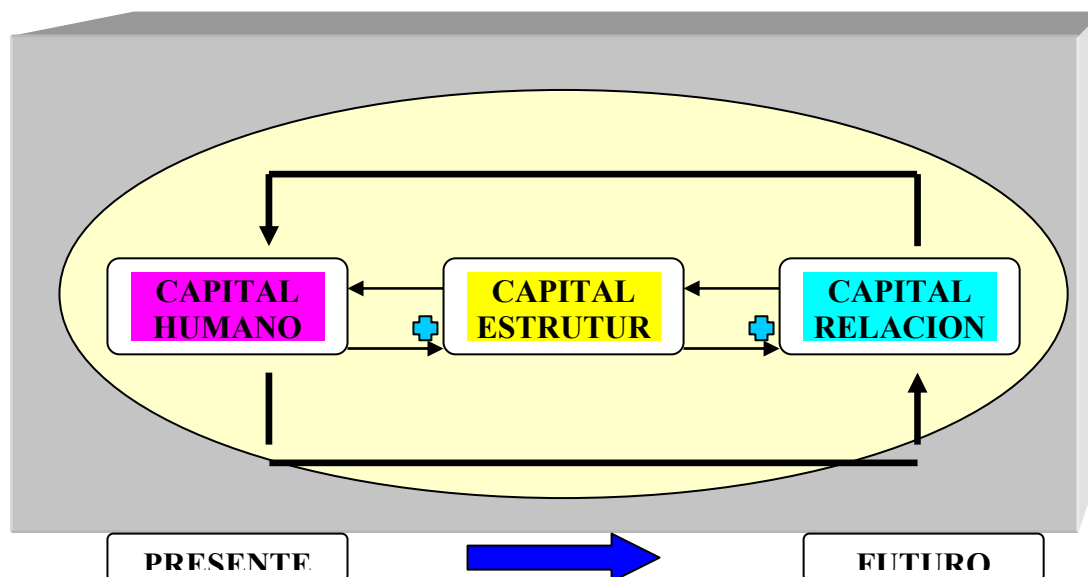 CAPITAL
HUMANO
CAPITAL
ESTRUTUR
CAPITAL
RELACION
PRESENTE
FUTURO